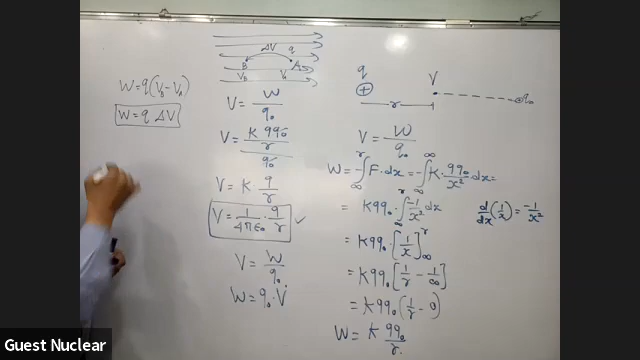 W = q(V_B - V_A)
W = q ΔV
ΔV q
B A
V_B V_A
V = W/q₀
V = (K qq₀/r)/q₀
V = K q/r
V = 1/4πε₀ · q/r ✓
V = W/q₀
W = q₀ · V
q V
+ q₀
r
V = W/q₀
W = -∫_∞^r F·dx = -∫_∞ K · qq₀/x² dx =
= Kqq₀ · ∫_∞^r -1/x² dx
d/dx(1/x) = -1/x²
= Kqq₀ · [1/x]_∞^r
= Kqq₀ [1/r - 1/∞]
= Kqq₀ (1/r - 0)
W = K qq₀/r
Guest Nuclear